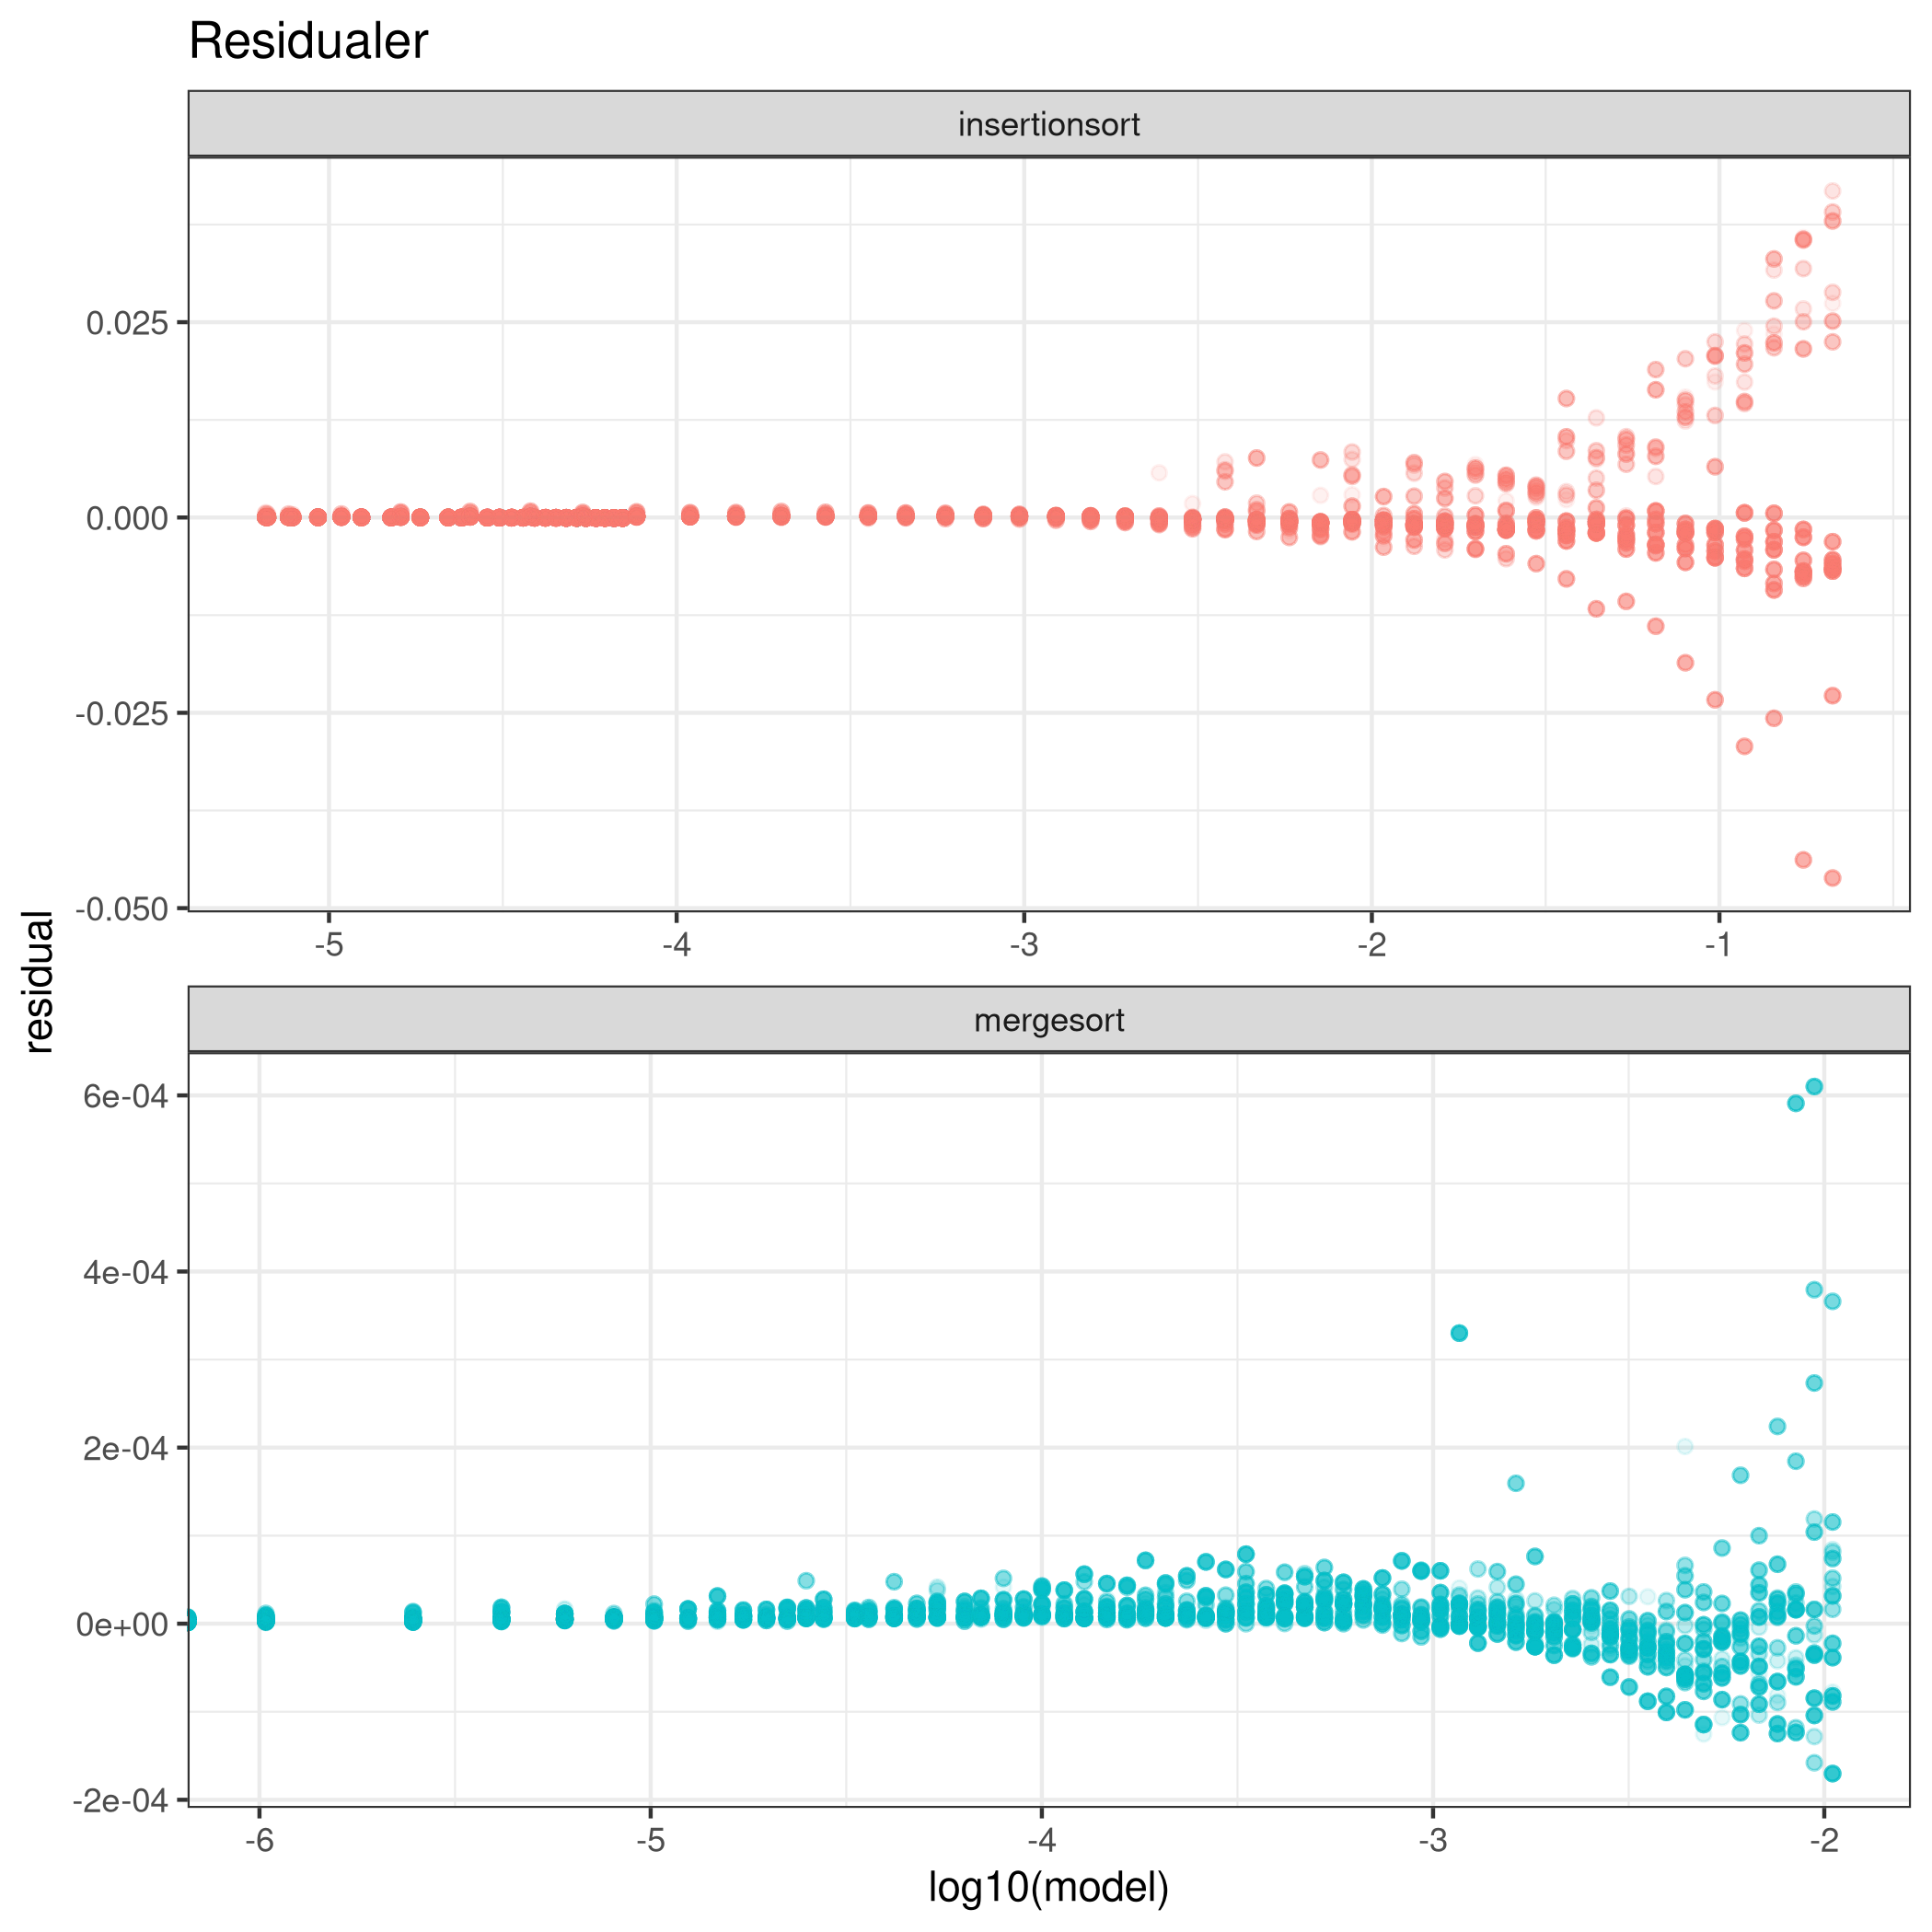 Residualer
insertionsort
0.025
0.000
-0.025
-0.050
-5
-4
-3
-2
-1
residual
mergesort
6e-04
4e-04
2e-04
0e+00
-2e-04
-6
-5
-4
-3
-2
log10(model)